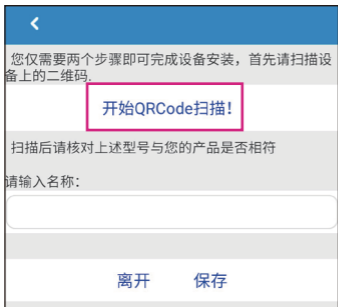 您仅需要两个步骤即可完成设备安装，首先请扫描设
备上的二维码.
开始QRCode扫描！
扫描后请核对上述型号与您的产品是否相符
请输入名称：
离开 保存